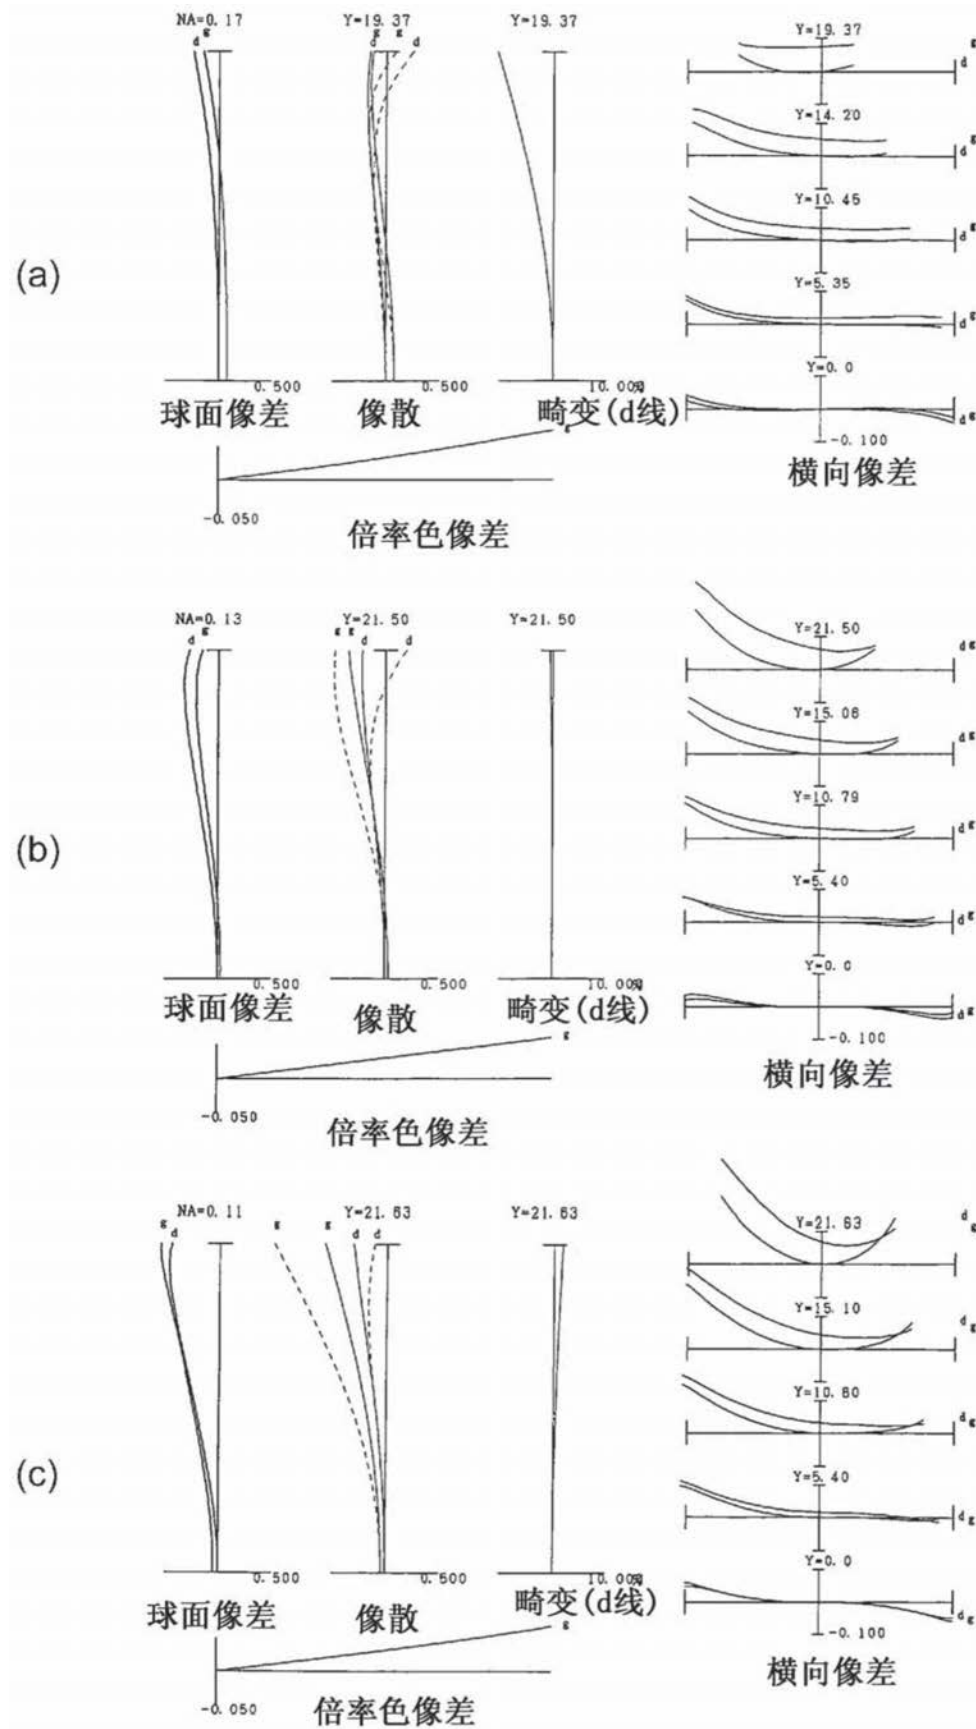 (a)
NA=0.17
d g
0.500
球面像差
Y=19.37
d g g d
0.500
像散
Y=19.37
10.00%
畸变(d线)
g
-0.050
倍率色像差
Y=19.37
d g
Y=14.20
d g
Y=10.45
d g
Y=5.35
d g
Y=0.0
d g
-0.100
横向像差
(b)
NA=0.13
d g
0.500
球面像差
Y=21.50
g g d d
0.500
像散
Y=21.50
10.00%
畸变(d线)
g
-0.050
倍率色像差
Y=21.50
d g
Y=15.06
d g
Y=10.79
d g
Y=5.40
d g
Y=0.0
d g
-0.100
横向像差
(c)
NA=0.11
g d
0.500
球面像差
Y=21.63
g g d d
0.500
像散
Y=21.63
10.00%
畸变(d线)
g
-0.050
倍率色像差
Y=21.63
d g
Y=15.10
d g
Y=10.80
d g
Y=5.40
d g
Y=0.0
d g
-0.100
横向像差